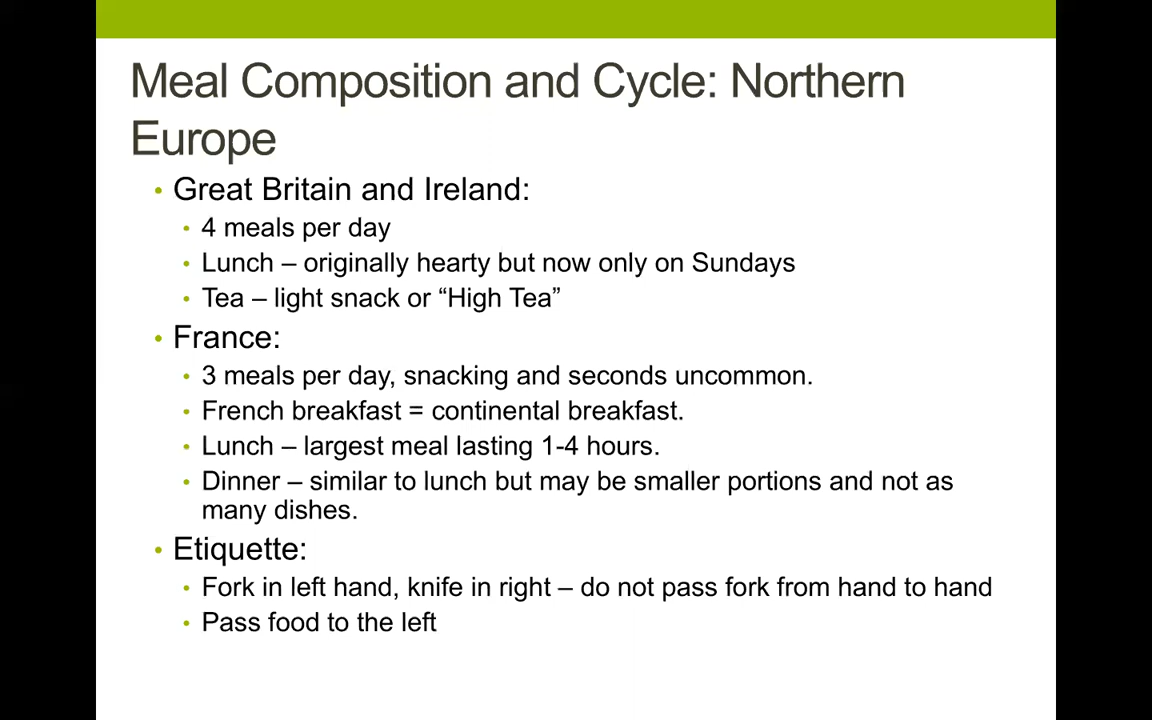 Meal Composition and Cycle: Northern
Europe
• Great Britain and Ireland:
• 4 meals per day
• Lunch – originally hearty but now only on Sundays
• Tea – light snack or “High Tea”
• France:
• 3 meals per day, snacking and seconds uncommon.
• French breakfast = continental breakfast.
• Lunch – largest meal lasting 1-4 hours.
• Dinner – similar to lunch but may be smaller portions and not as
many dishes.
• Etiquette:
• Fork in left hand, knife in right – do not pass fork from hand to hand
• Pass food to the left